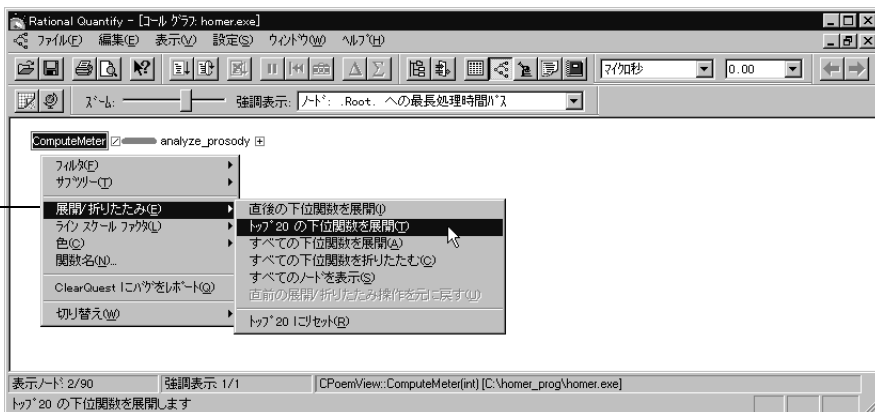 Rational Quantify - [コール グラフ: homer.exe]
ファイル(F) 編集(E) 表示(V) 設定(S) ウィンドウ(W) ヘルプ(H)
マイクロ秒 0.00
ズーム: 強調表示: ノード: .Root. への最長処理時間パス
ComputeMeter analyze_prosody
フィルタ(F)
サブツリー(T)
展開/折りたたみ(E)
ライン スケール ファクタ(L)
色(C)
関数名(N)...
ClearQuest にバグをレポート(Q)
切り替え(W)
直後の下位関数を展開(I)
トップ 20 の下位関数を展開(T)
すべての下位関数を展開(A)
すべての下位関数を折りたたむ(C)
すべてのノードを表示(S)
直前の展開/折りたたみ操作を元に戻す(U)
トップ 20 にリセット(R)
表示ノード: 2/90 強調表示: 1/1 CPoemView::ComputeMeter(int) [C:\homer_prog\homer.exe]
トップ 20 の下位関数を展開します